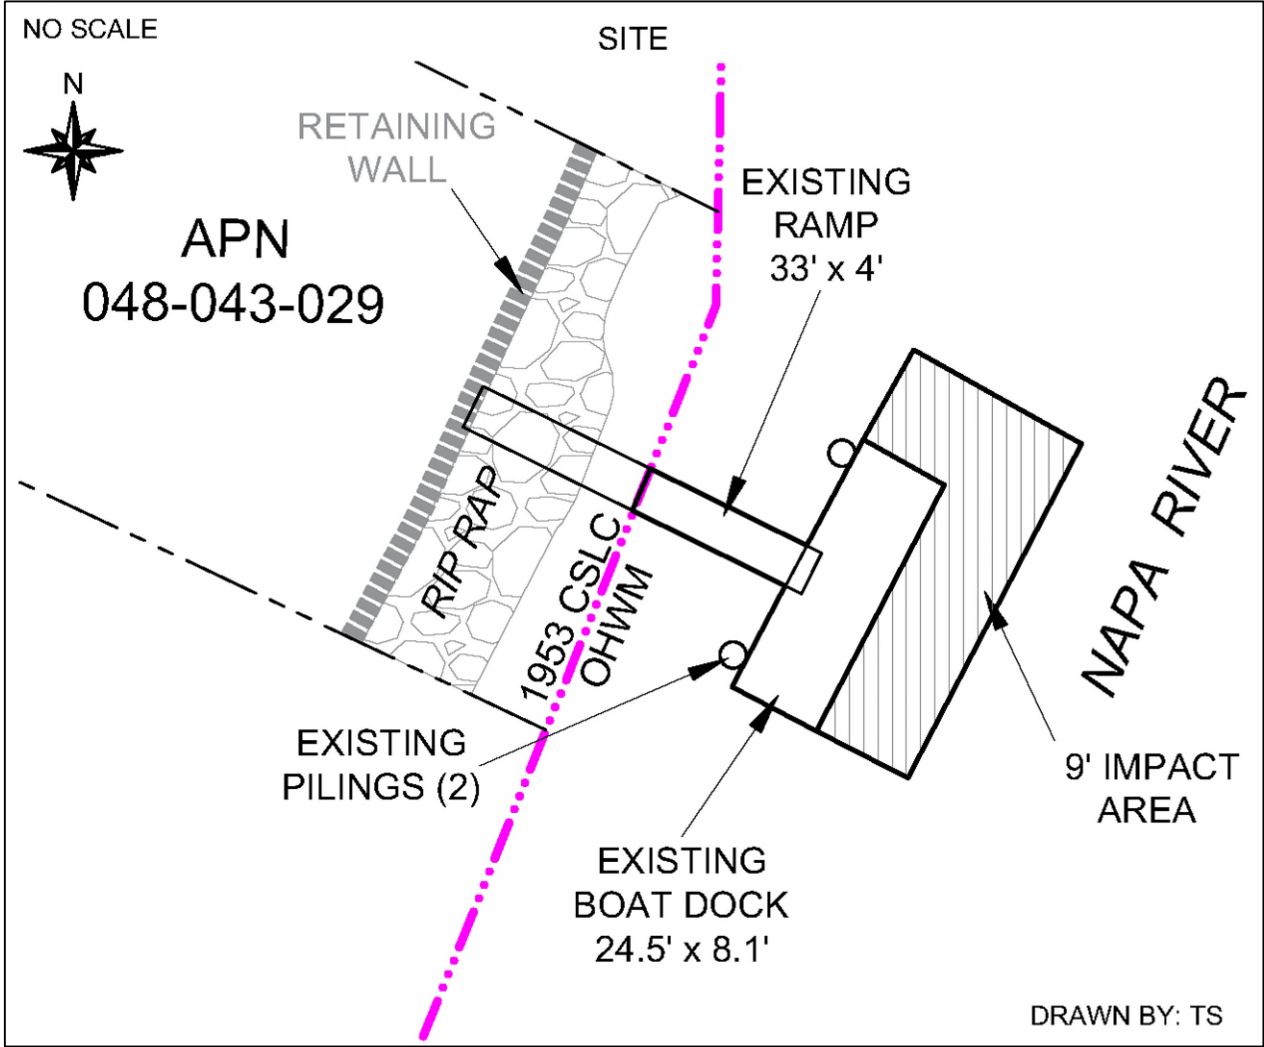 NO SCALE
SITE
N
RETAINING
WALL
APN
048-043-029
EXISTING
RAMP
33' x 4'
NAPA RIVER
RIP RAP
1953 CSLC
OHWM
EXISTING
PILINGS (2)
9' IMPACT
AREA
EXISTING
BOAT DOCK
24.5' x 8.1'
DRAWN BY: TS